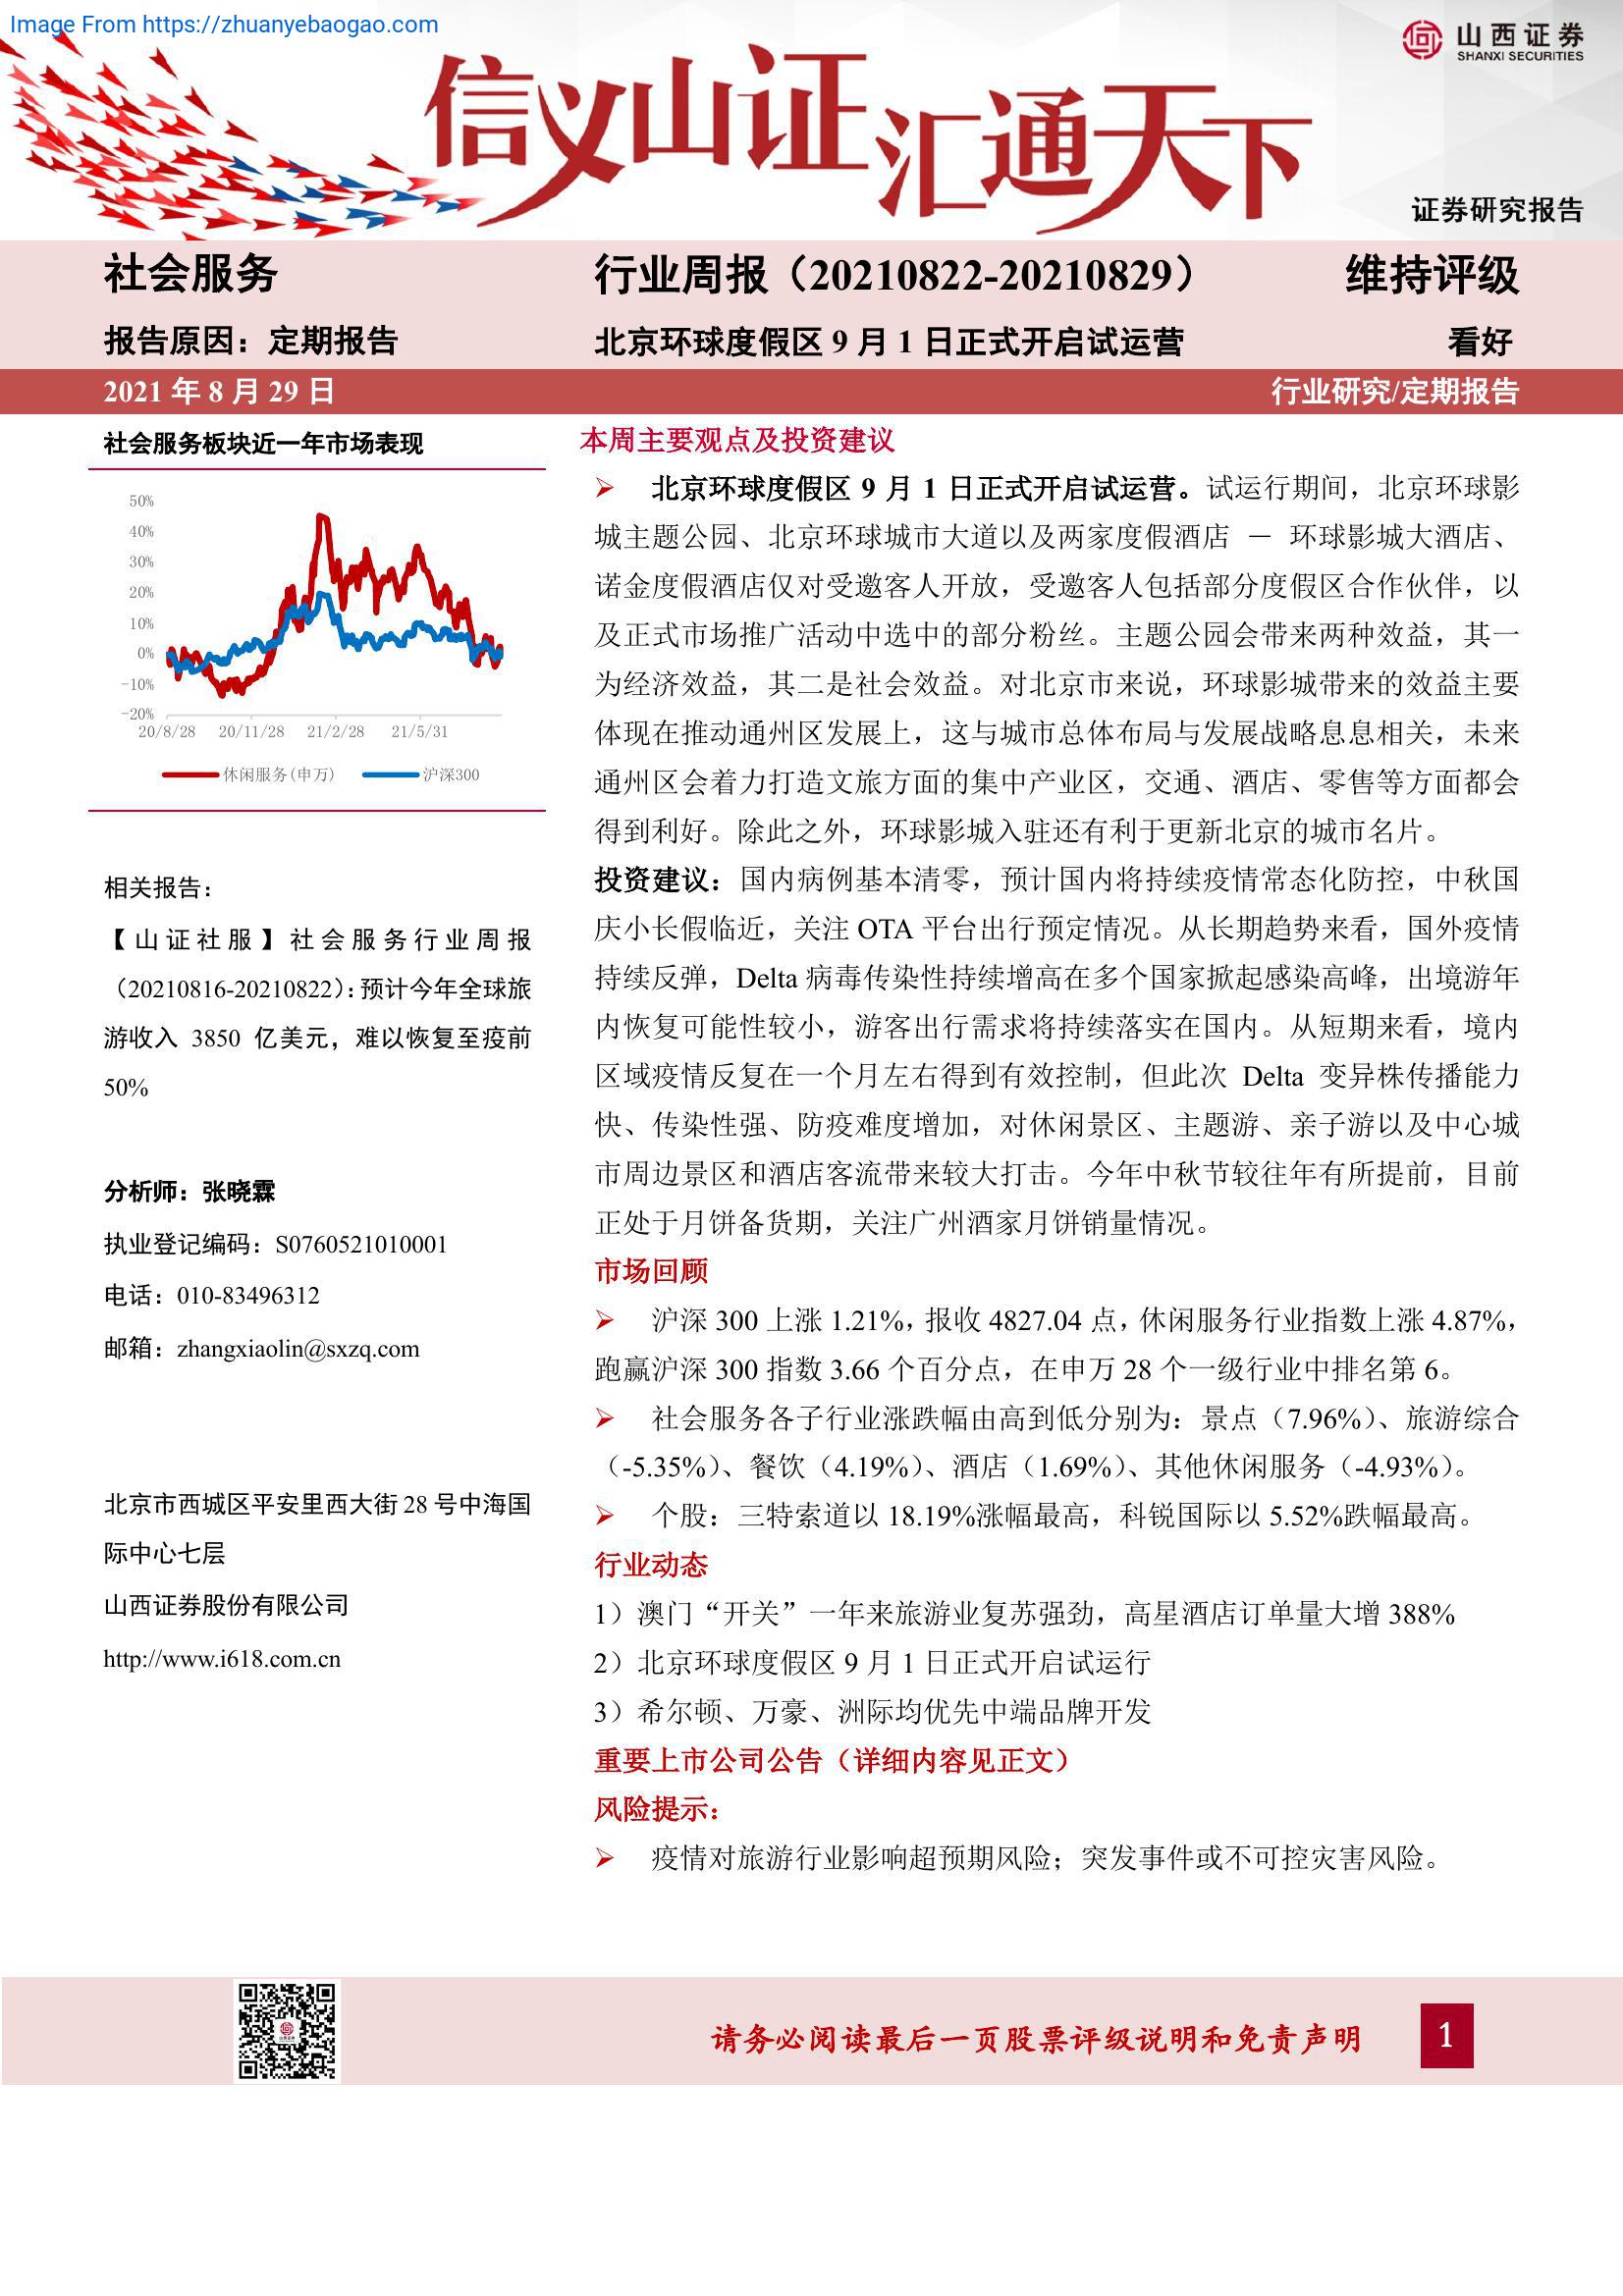 Image From https://zhuanyebaogao.com
山西证券
SHANXI SECURITIES
信义山证汇通天下
证券研究报告
社会服务
行业周报（20210822-20210829）
维持评级
报告原因：定期报告
北京环球度假区 9 月 1 日正式开启试运营
看好
2021 年 8 月 29 日
行业研究/定期报告
社会服务板块近一年市场表现
50%
40%
30%
20%
10%
0%
-10%
-20%
20/8/28 20/11/28 21/2/28 21/5/31
休闲服务(申万) 沪深300
相关报告：
【山证社服】社会服务行业周报
（20210816-20210822）：预计今年全球旅
游收入 3850 亿美元，难以恢复至疫前
50%
分析师：张晓霖
执业登记编码：S0760521010001
电话：010-83496312
邮箱：zhangxiaolin@sxzq.com
北京市西城区平安里西大街 28 号中海国
际中心七层
山西证券股份有限公司
http://www.i618.com.cn
本周主要观点及投资建议
➢ 北京环球度假区 9 月 1 日正式开启试运营。试运行期间，北京环球影
城主题公园、北京环球城市大道以及两家度假酒店 － 环球影城大酒店、
诺金度假酒店仅对受邀客人开放，受邀客人包括部分度假区合作伙伴，以
及正式市场推广活动中选中的部分粉丝。主题公园会带来两种效益，其一
为经济效益，其二是社会效益。对北京市来说，环球影城带来的效益主要
体现在推动通州区发展上，这与城市总体布局与发展战略息息相关，未来
通州区会着力打造文旅方面的集中产业区，交通、酒店、零售等方面都会
得到利好。除此之外，环球影城入驻还有利于更新北京的城市名片。
投资建议：国内病例基本清零，预计国内将持续疫情常态化防控，中秋国
庆小长假临近，关注 OTA 平台出行预定情况。从长期趋势来看，国外疫情
持续反弹，Delta 病毒传染性持续增高在多个国家掀起感染高峰，出境游年
内恢复可能性较小，游客出行需求将持续落实在国内。从短期来看，境内
区域疫情反复在一个月左右得到有效控制，但此次 Delta 变异株传播能力
快、传染性强、防疫难度增加，对休闲景区、主题游、亲子游以及中心城
市周边景区和酒店客流带来较大打击。今年中秋节较往年有所提前，目前
正处于月饼备货期，关注广州酒家月饼销量情况。
市场回顾
➢ 沪深 300 上涨 1.21%，报收 4827.04 点，休闲服务行业指数上涨 4.87%，
跑赢沪深 300 指数 3.66 个百分点，在申万 28 个一级行业中排名第 6。
➢ 社会服务各子行业涨跌幅由高到低分别为：景点（7.96%）、旅游综合
（-5.35%）、餐饮（4.19%）、酒店（1.69%）、其他休闲服务（-4.93%）。
➢ 个股：三特索道以 18.19%涨幅最高，科锐国际以 5.52%跌幅最高。
行业动态
1）澳门“开关”一年来旅游业复苏强劲，高星酒店订单量大增 388%
2）北京环球度假区 9 月 1 日正式开启试运行
3）希尔顿、万豪、洲际均优先中端品牌开发
重要上市公司公告（详细内容见正文）
风险提示：
➢ 疫情对旅游行业影响超预期风险；突发事件或不可控灾害风险。
请务必阅读最后一页股票评级说明和免责声明
1